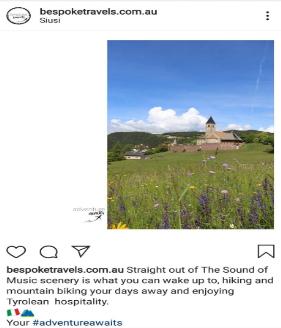 bespoketravels.com.au
Siusi
adventure
awaits
bespoketravels.com.au Straight out of The Sound of
Music scenery is what you can wake up to, hiking and
mountain biking your days away and enjoying
Tyrolean hospitality.
🇮🇹🏔️
Your #adventureawaits